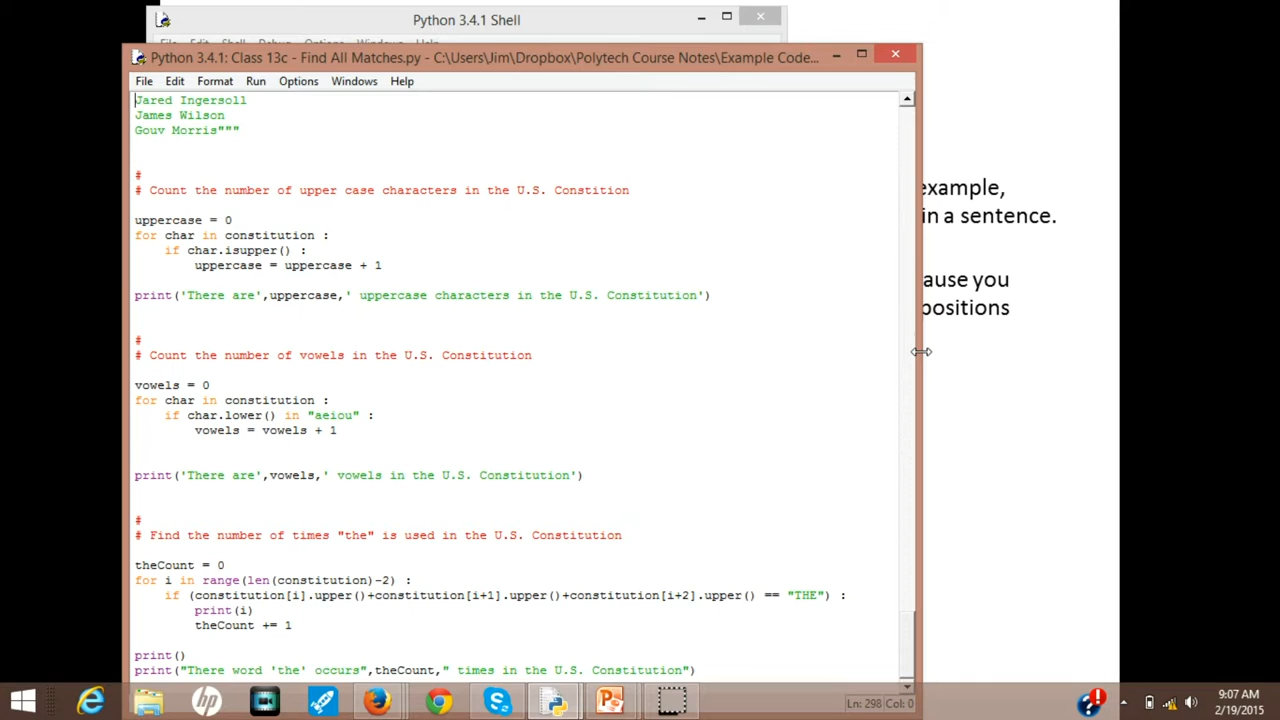 Python 3.4.1 Shell
Python 3.4.1: Class 13c - Find All Matches.py - C:\Users\Jim\Dropbox\Polytech Course Notes\Example Code...
File Edit Format Run Options Windows Help
Jared Ingersoll
James Wilson
Gouv Morris"""
#
# Count the number of upper case characters in the U.S. Constition
uppercase = 0
for char in constitution :
if char.isupper() :
uppercase = uppercase + 1
print('There are',uppercase,' uppercase characters in the U.S. Constitution')
#
# Count the number of vowels in the U.S. Constitution
vowels = 0
for char in constitution :
if char.lower() in "aeiou" :
vowels = vowels + 1
print('There are',vowels,' vowels in the U.S. Constitution')
#
# Find the number of times "the" is used in the U.S. Constitution
theCount = 0
for i in range(len(constitution)-2) :
if (constitution[i].upper()+constitution[i+1].upper()+constitution[i+2].upper() == "THE") :
print(i)
theCount += 1
print()
print("There word 'the' occurs",theCount," times in the U.S. Constitution")
Ln: 298 Col: 0
example,
in a sentence.
ause you
positions
hp
9:07 AM
2/19/2015